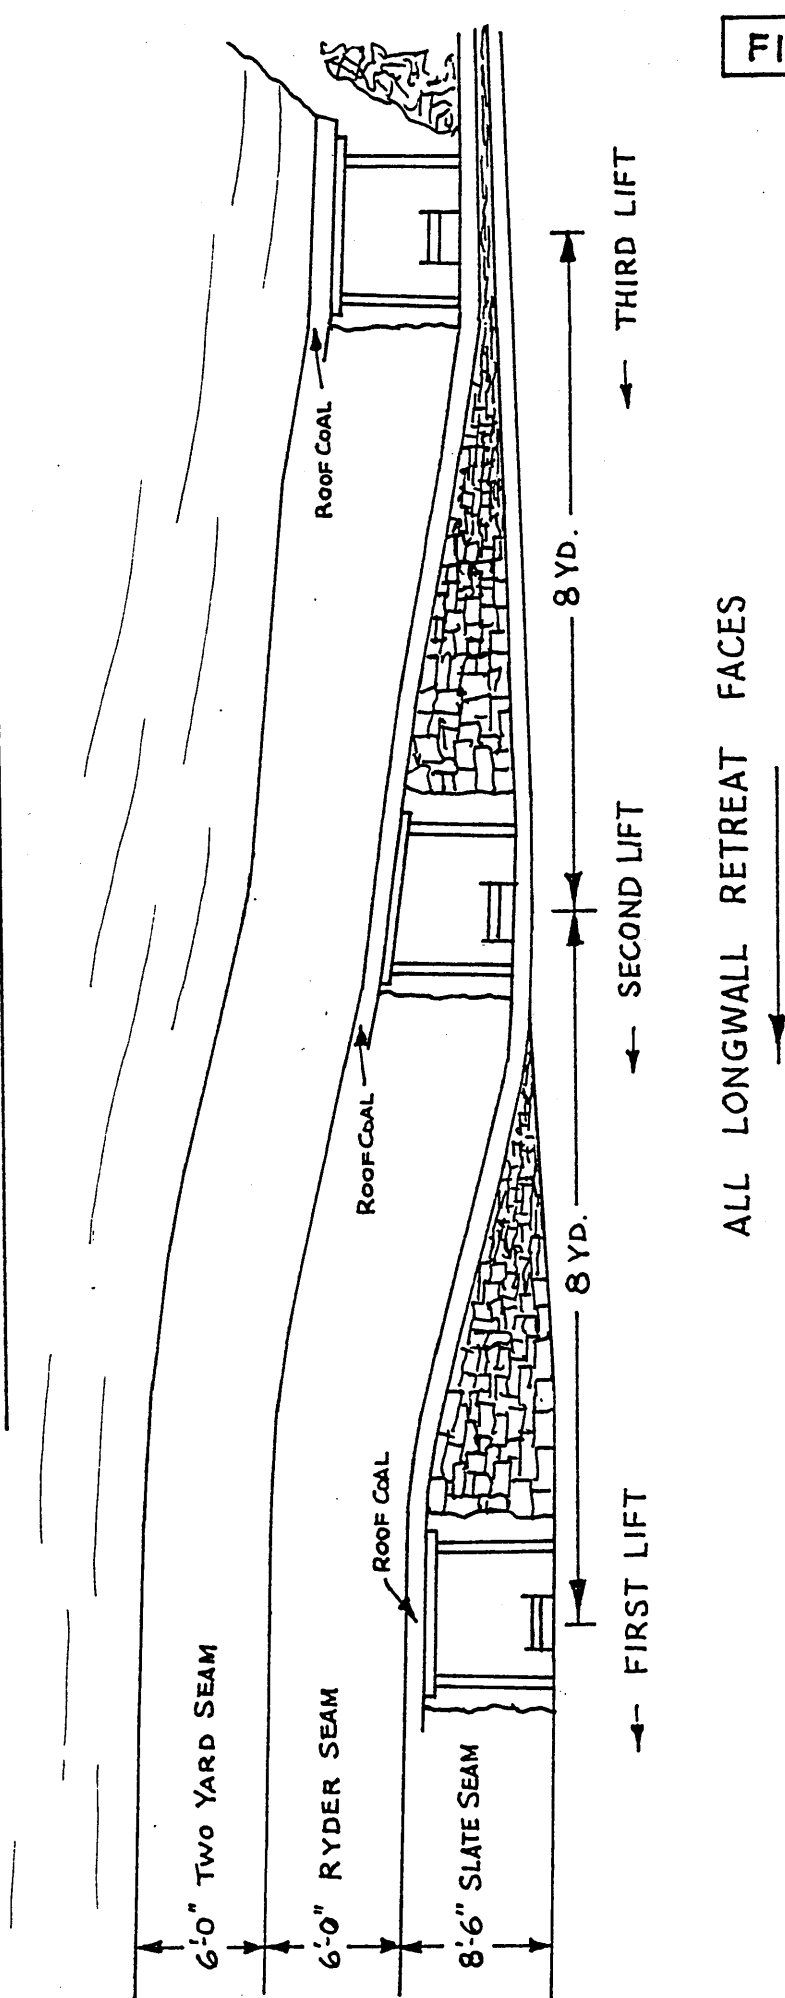 FI
6'-0" TWO YARD SEAM
6'-0" RYDER SEAM
8'-6" SLATE SEAM
ROOF COAL
ROOF COAL
ROOF COAL
8 YD.
8 YD.
← FIRST LIFT
← SECOND LIFT
← THIRD LIFT
ALL LONGWALL RETREAT FACES